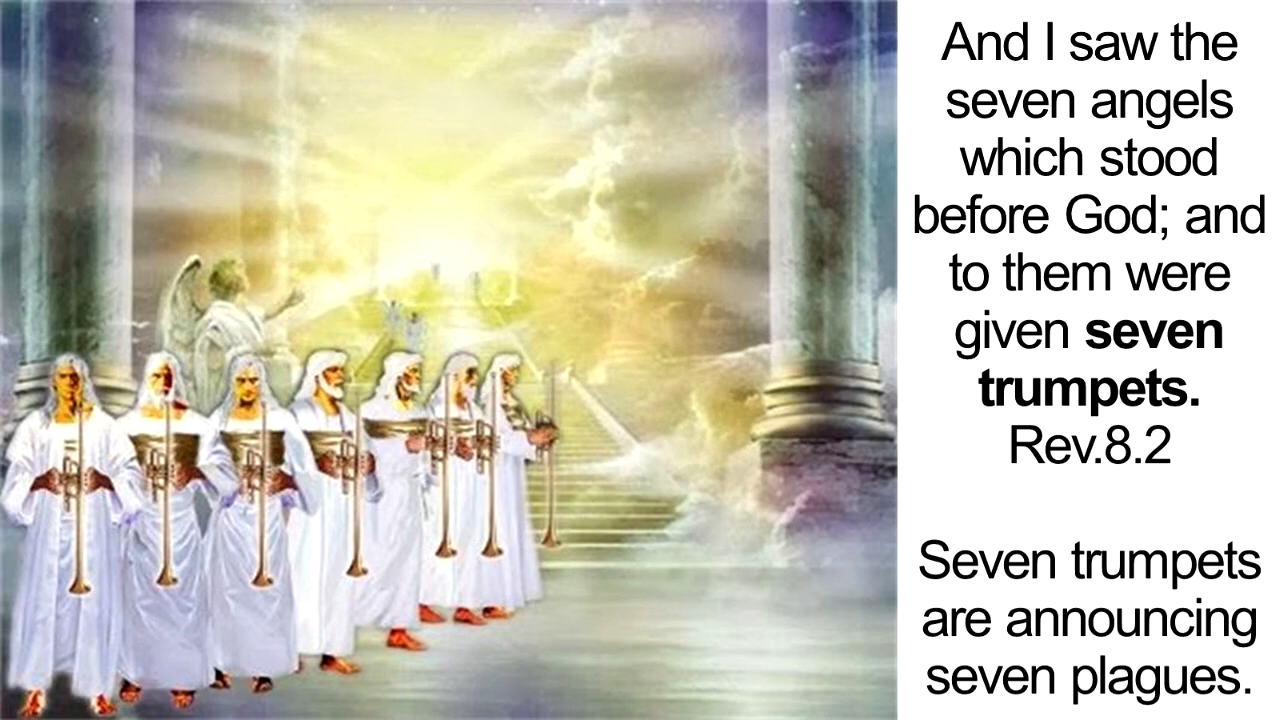 And I saw the
seven angels
which stood
before God; and
to them were
given seven
trumpets.
Rev.8.2
Seven trumpets
are announcing
seven plagues.